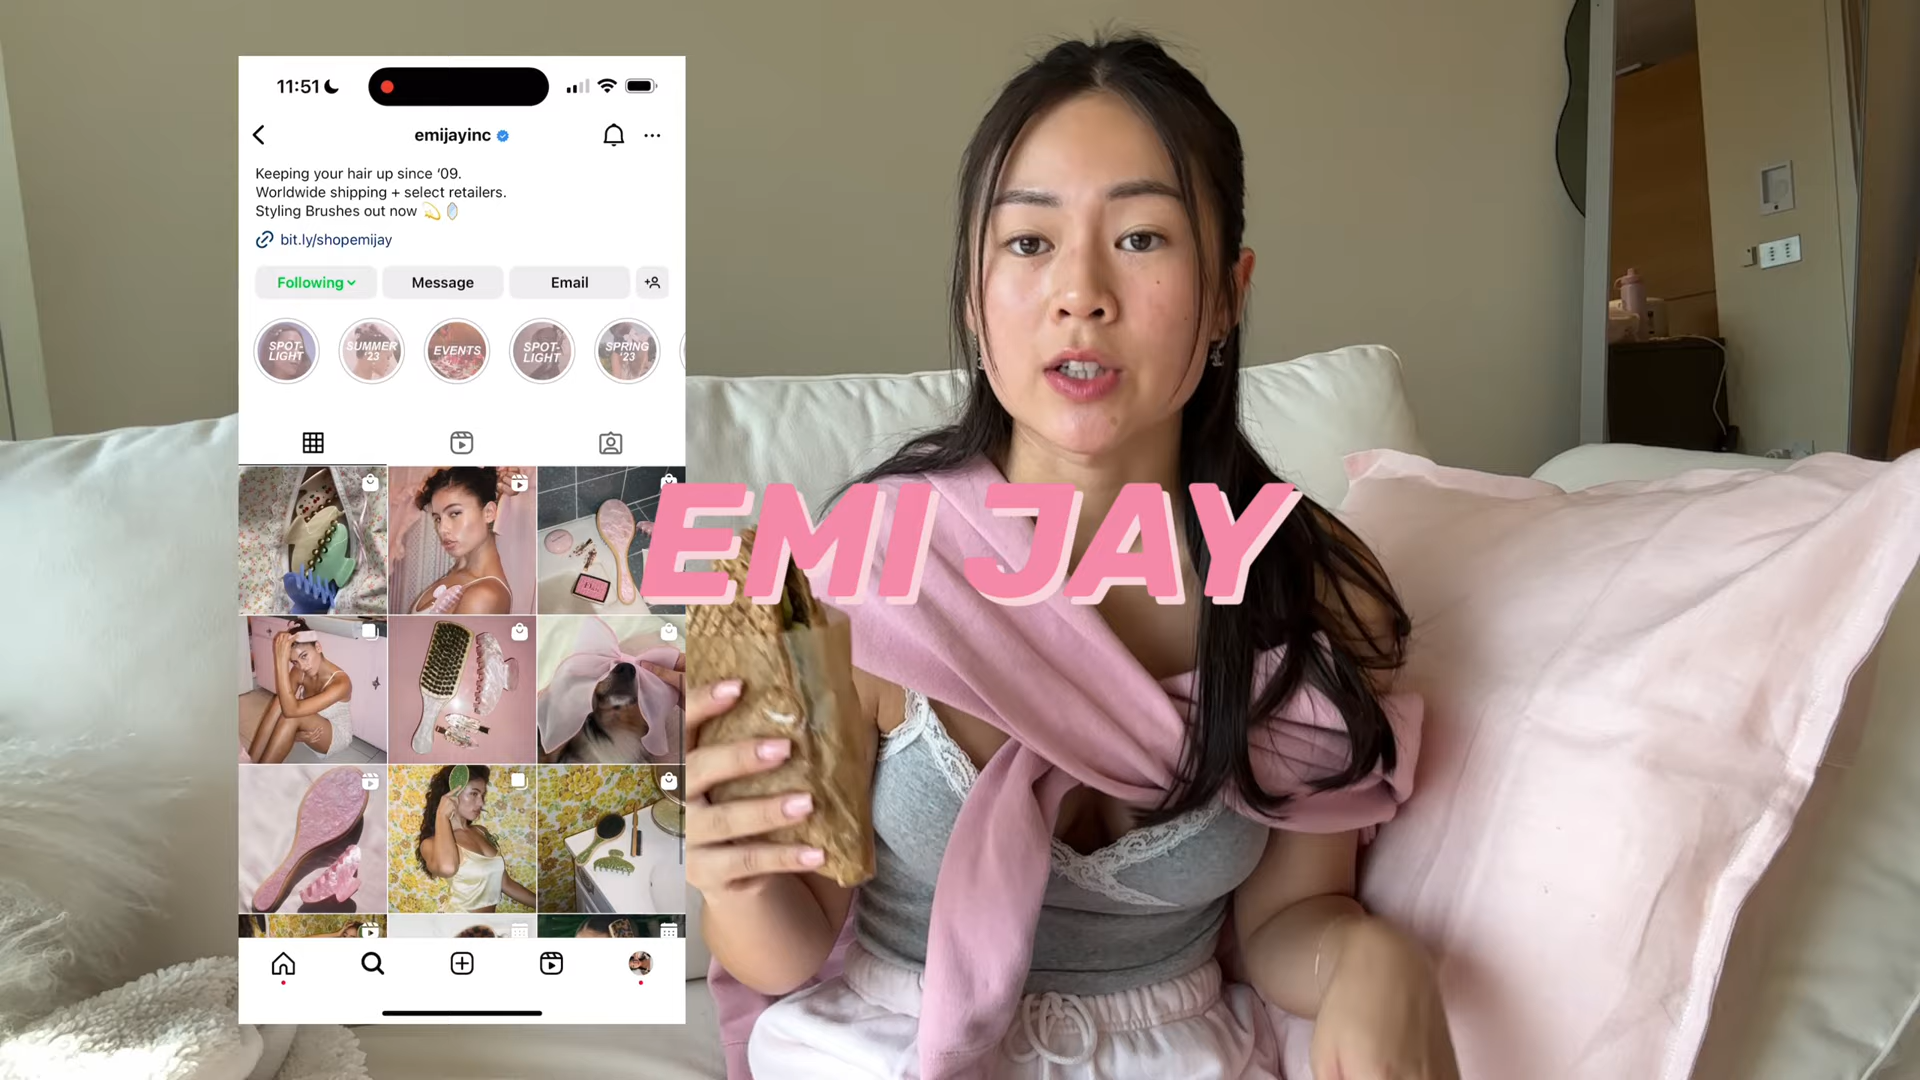 11:51
emijayinc
Keeping your hair up since '09.
Worldwide shipping + select retailers.
Styling Brushes out now
bit.ly/shopemijay
Following
Message
Email
SPOT-
LIGHT
SUMMER
'23
EVENTS
SPOT-
LIGHT
SPRING
'23
EMI JAY